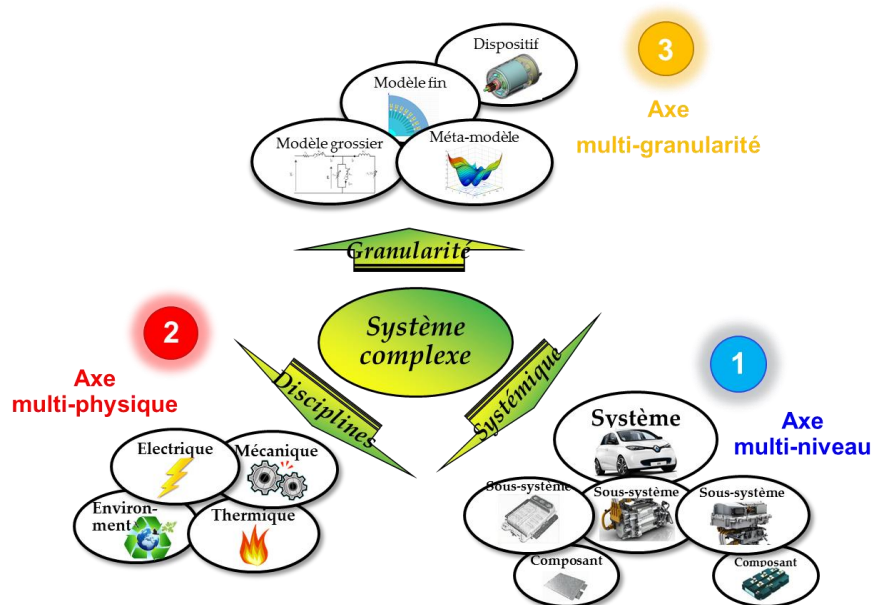 Dispositif
3
Modèle fin
Axe
multi-granularité
Modèle grossier
Méta-modèle
Granularité
Système
complexe
2
Axe
multi-physique
Disciplines
Systémique
1
Axe
multi-niveau
Electrique
Mécanique
Environ-
ment
Thermique
Système
Sous-système
Sous-système
Sous-système
Composant
Composant